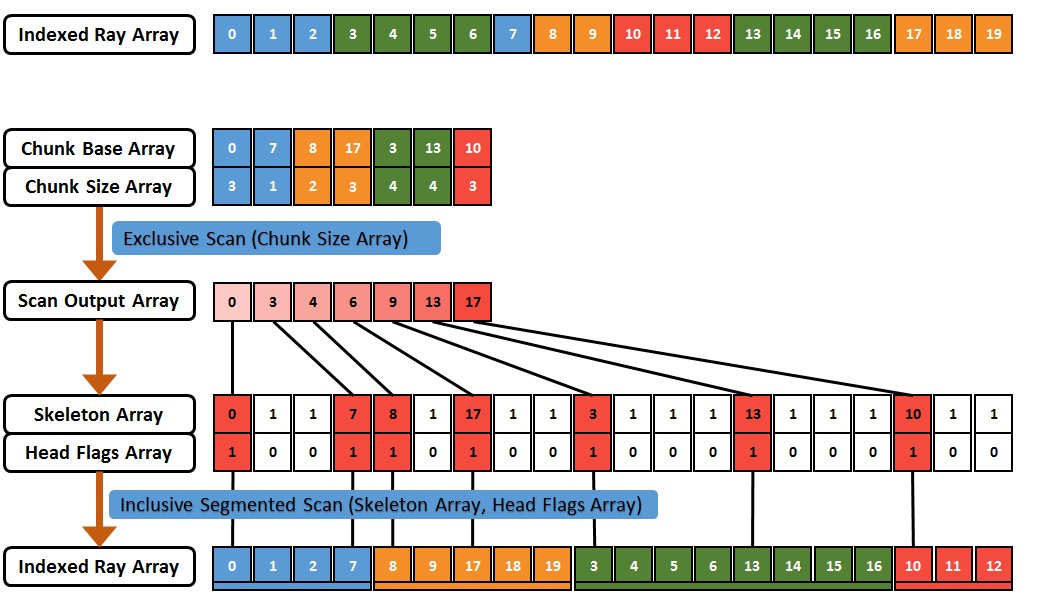 Indexed Ray Array 0 1 2 3 4 5 6 7 8 9 10 11 12 13 14 15 16 17 18 19
Chunk Base Array 0 7 8 17 3 13 10
Chunk Size Array 3 1 2 3 4 4 3
Exclusive Scan (Chunk Size Array)
Scan Output Array 0 3 4 6 9 13 17
Skeleton Array 0 1 1 7 8 1 17 1 1 3 1 1 1 13 1 1 1 10 1 1
Head Flags Array 1 0 0 1 1 0 1 0 0 1 0 0 0 1 0 0 0 1 0 0
Inclusive Segmented Scan (Skeleton Array, Head Flags Array)
Indexed Ray Array 0 1 2 7 8 9 17 18 19 3 4 5 6 13 14 15 16 10 11 12